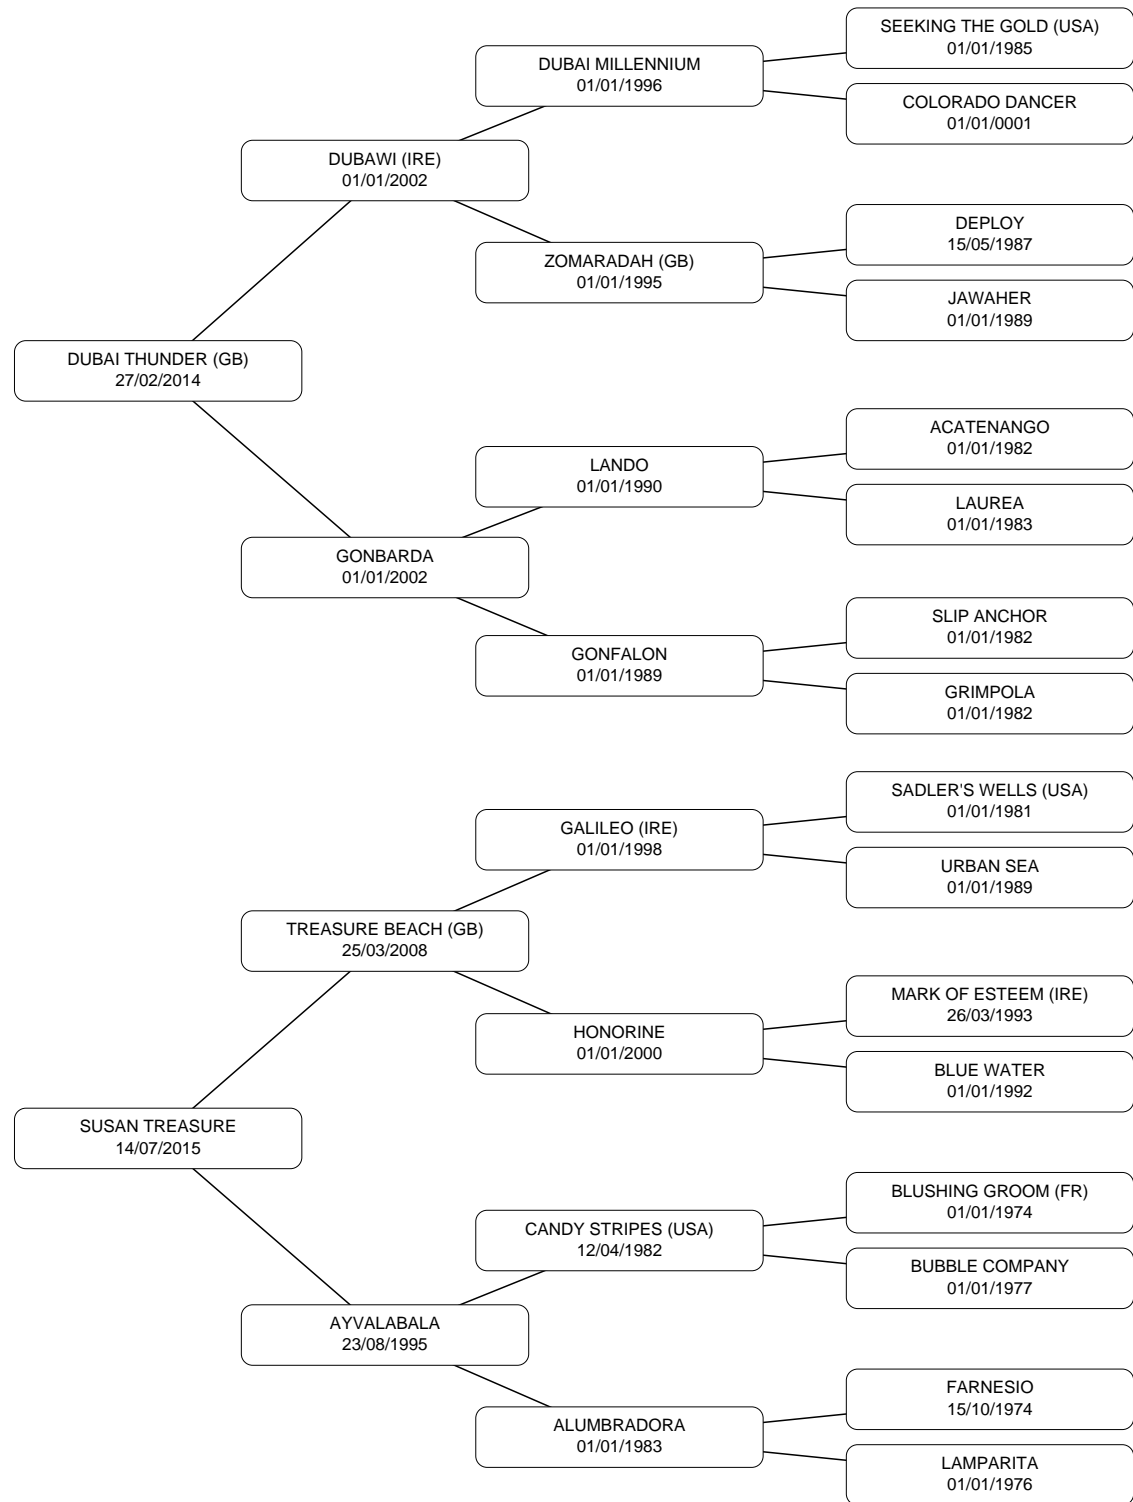 SEEKING THE GOLD (USA)
01/01/1985
DUBAI MILLENNIUM
01/01/1996
COLORADO DANCER
01/01/0001
DUBAWI (IRE)
01/01/2002
DEPLOY
15/05/1987
ZOMARADAH (GB)
01/01/1995
JAWAHER
01/01/1989
DUBAI THUNDER (GB)
27/02/2014
ACATENANGO
01/01/1982
LANDO
01/01/1990
LAUREA
01/01/1983
GONBARDA
01/01/2002
SLIP ANCHOR
01/01/1982
GONFALON
01/01/1989
GRIMPOLA
01/01/1982
SADLER'S WELLS (USA)
01/01/1981
GALILEO (IRE)
01/01/1998
URBAN SEA
01/01/1989
TREASURE BEACH (GB)
25/03/2008
MARK OF ESTEEM (IRE)
26/03/1993
HONORINE
01/01/2000
BLUE WATER
01/01/1992
SUSAN TREASURE
14/07/2015
BLUSHING GROOM (FR)
01/01/1974
CANDY STRIPES (USA)
12/04/1982
BUBBLE COMPANY
01/01/1977
AYVALABALA
23/08/1995
FARNESIO
15/10/1974
ALUMBRADORA
01/01/1983
LAMPARITA
01/01/1976